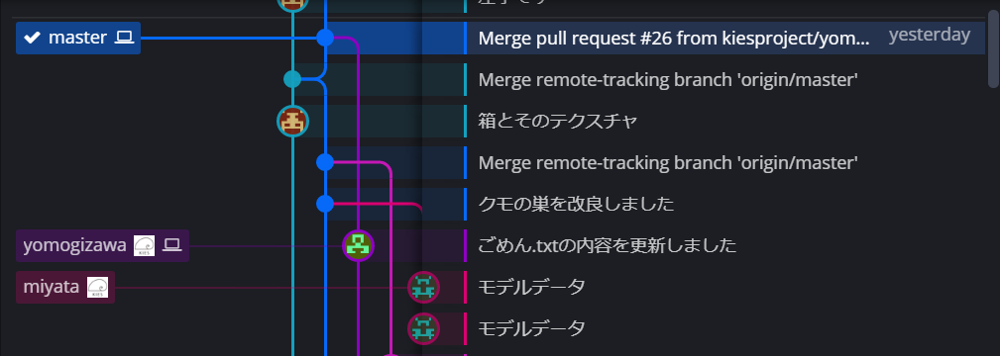 master
Merge pull request #26 from kiesproject/yom...
yesterday
Merge remote-tracking branch 'origin/master'
箱とそのテクスチャ
Merge remote-tracking branch 'origin/master'
クモの巣を改良しました
yomogizawa
ごめん.txtの内容を更新しました
miyata
モデルデータ
モデルデータ